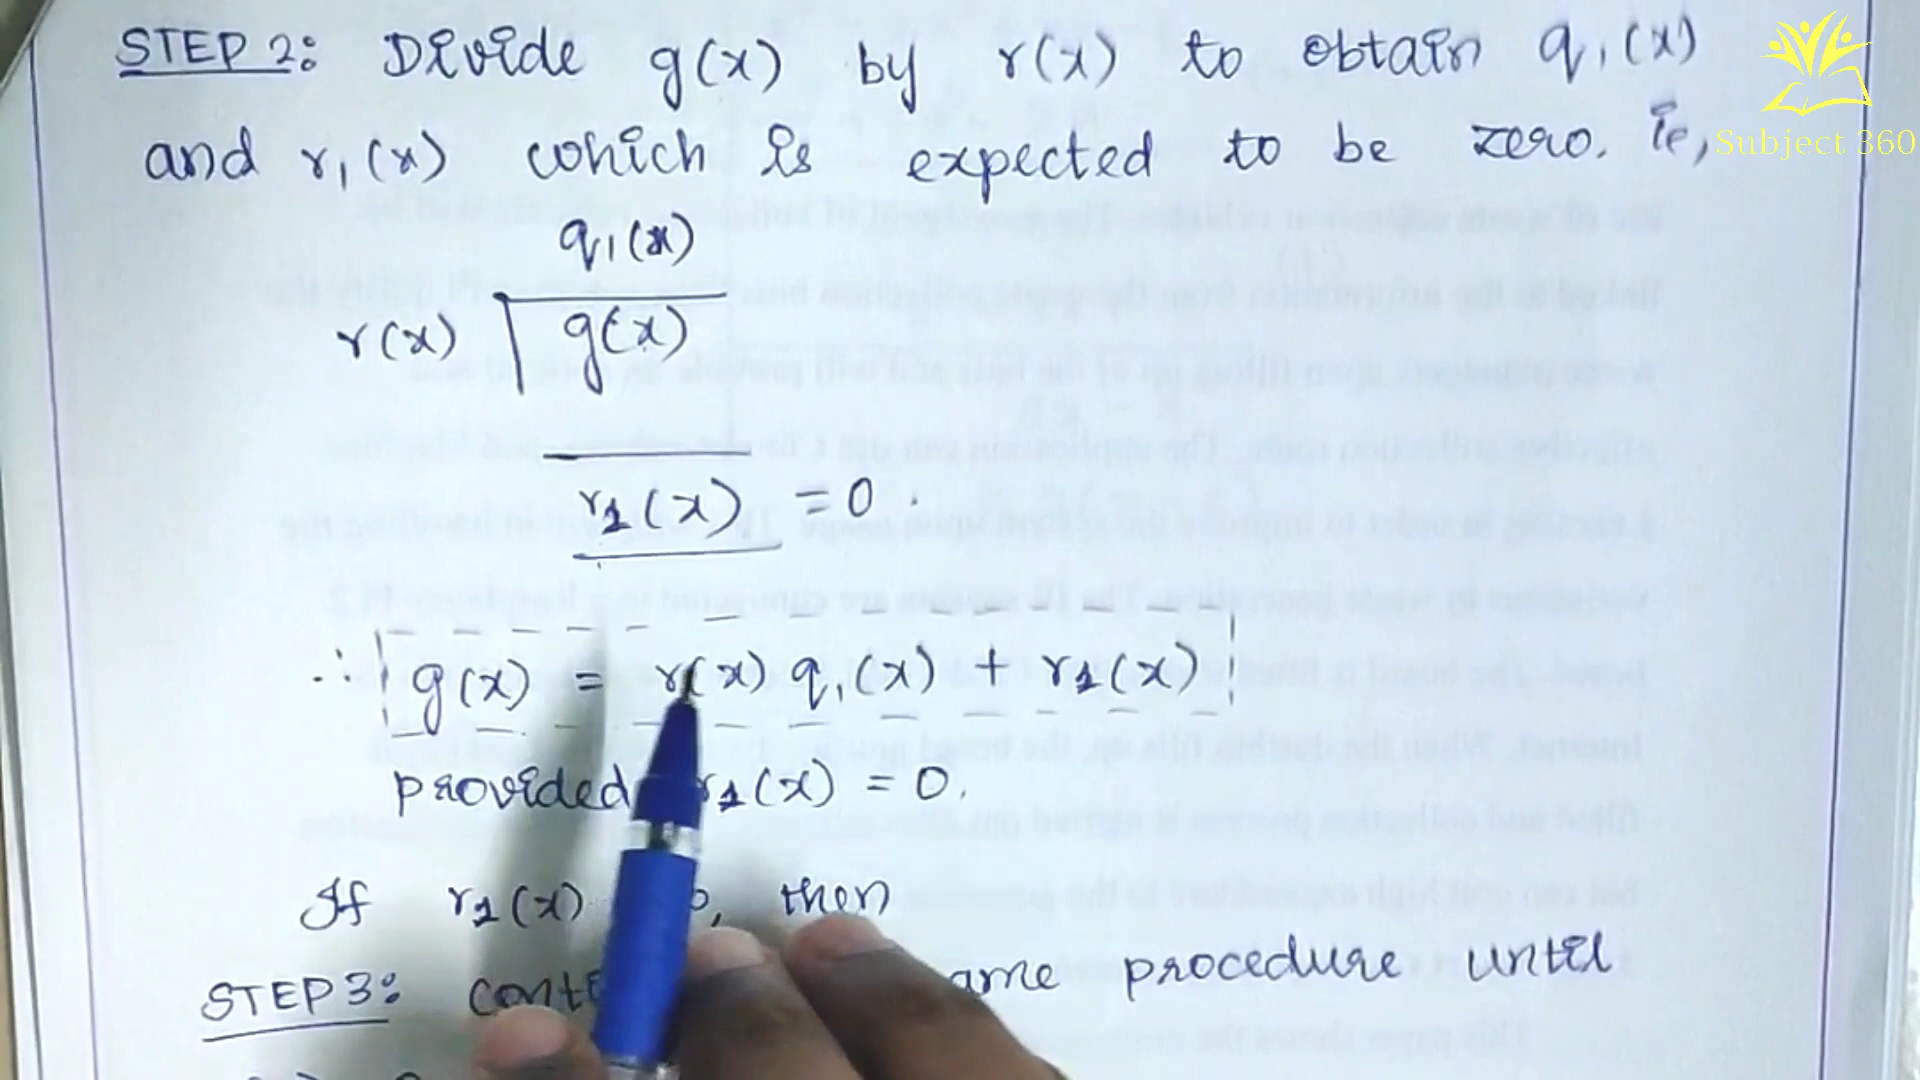 STEP 2: Divide g(x) by r(x) to obtain q₁(x)
and r₁(x) which is expected to be zero. ie,
Subject 360
q₁(x)
r(x) g(x)
r₁(x) = 0.
∴ g(x) = r(x) q₁(x) + r₁(x)
provided r₁(x) = 0.
If r₁(x) then
STEP 3: procedure until